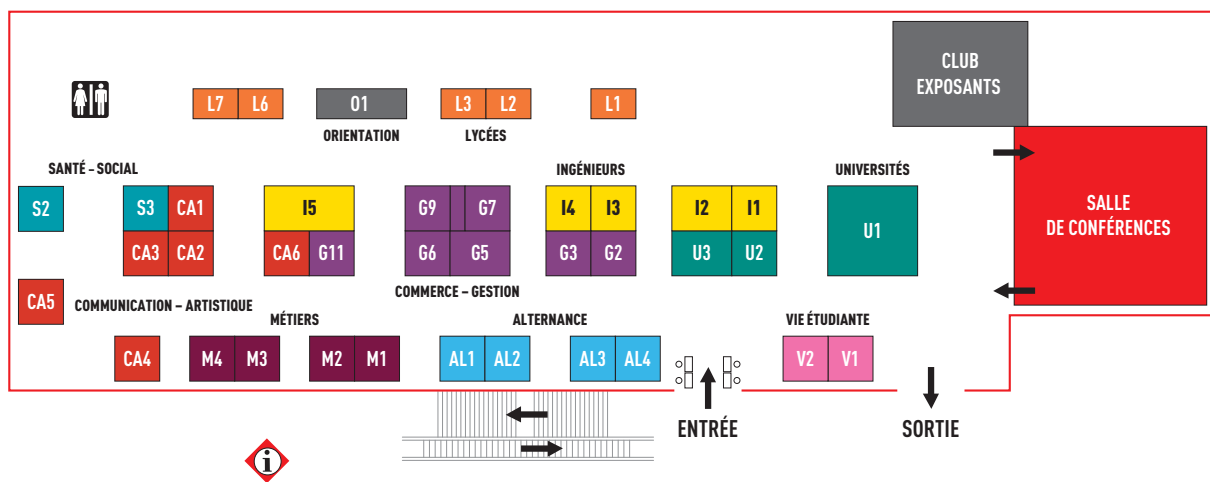 CLUB
EXPOSANTS
L7 L6 O1 L3 L2 L1
ORIENTATION LYCÉES
SANTÉ – SOCIAL INGÉNIEURS UNIVERSITÉS
S2 S3 CA1 I5 G9 G7 I4 I3 I2 I1 U1
SALLE
DE CONFÉRENCES
CA3 CA2 CA6 G11 G6 G5 G3 G2 U3 U2
CA5 COMMUNICATION – ARTISTIQUE COMMERCE – GESTION
MÉTIERS ALTERNANCE VIE ÉTUDIANTE
CA4 M4 M3 M2 M1 AL1 AL2 AL3 AL4 V2 V1
ENTRÉE SORTIE
i